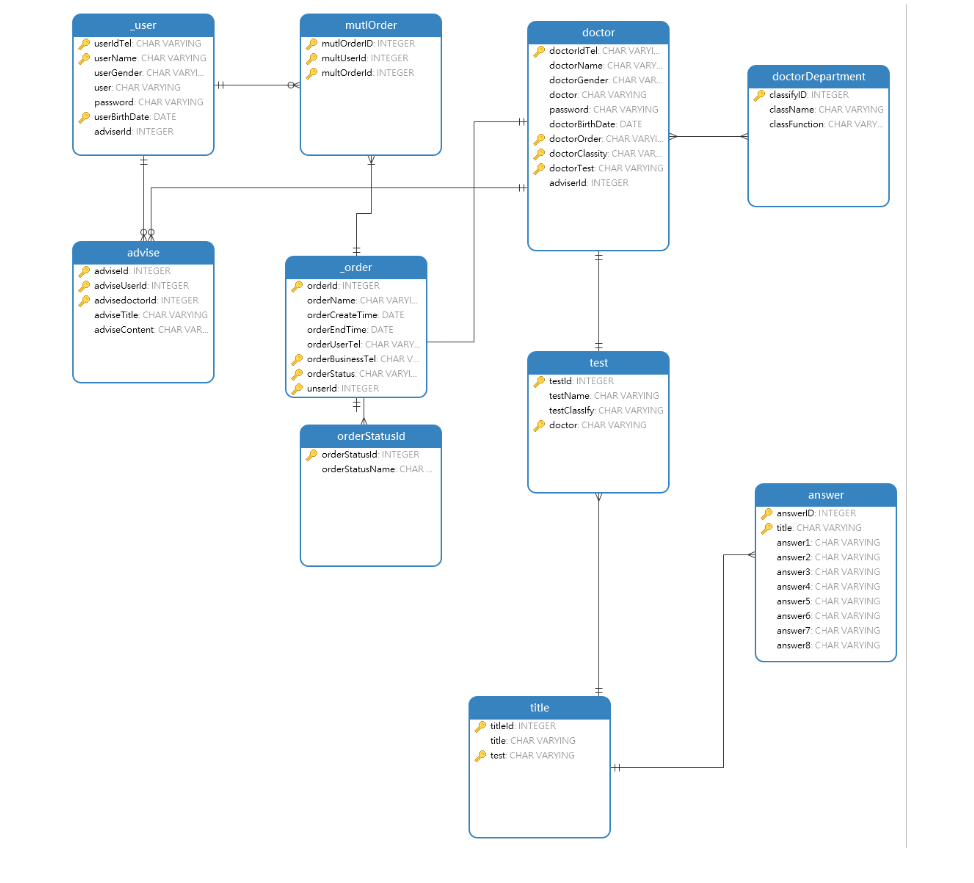 _user
userIdTel: CHAR VARYING
userName: CHAR VARYING
userGender: CHAR VARYI...
user: CHAR VARYING
password: CHAR VARYING
userBirthDate: DATE
adviserId: INTEGER
mutlOrder
mutlOrderID: INTEGER
multUserId: INTEGER
multOrderId: INTEGER
doctor
doctorIdTel: CHAR VARYI...
doctorName: CHAR VARY...
doctorGender: CHAR VAR...
doctor: CHAR VARYING
password: CHAR VARYING
doctorBirthDate: DATE
doctorOrder: CHAR VARYI...
doctorClassity: CHAR VAR...
doctorTest: CHAR VARYING
adviserId: INTEGER
doctorDepartment
classifyID: INTEGER
className: CHAR VARYING
classFunction: CHAR VARY...
advise
adviseId: INTEGER
adviseUserId: INTEGER
advisedoctorId: INTEGER
adviseTitle: CHAR VARYING
adviseContent: CHAR VAR...
_order
orderId: INTEGER
orderName: CHAR VARYI...
orderCreateTime: DATE
orderEndTime: DATE
orderUserTel: CHAR VARY...
orderBusinessTel: CHAR V...
orderStatus: CHAR VARYI...
unserId: INTEGER
orderStatusId
orderStatusId: INTEGER
orderStatusName: CHAR ...
test
testId: INTEGER
testName: CHAR VARYING
testClassIfy: CHAR VARYING
doctor: CHAR VARYING
answer
answerID: INTEGER
title: CHAR VARYING
answer1: CHAR VARYING
answer2: CHAR VARYING
answer3: CHAR VARYING
answer4: CHAR VARYING
answer5: CHAR VARYING
answer6: CHAR VARYING
answer7: CHAR VARYING
answer8: CHAR VARYING
title
titleId: INTEGER
title: CHAR VARYING
test: CHAR VARYING